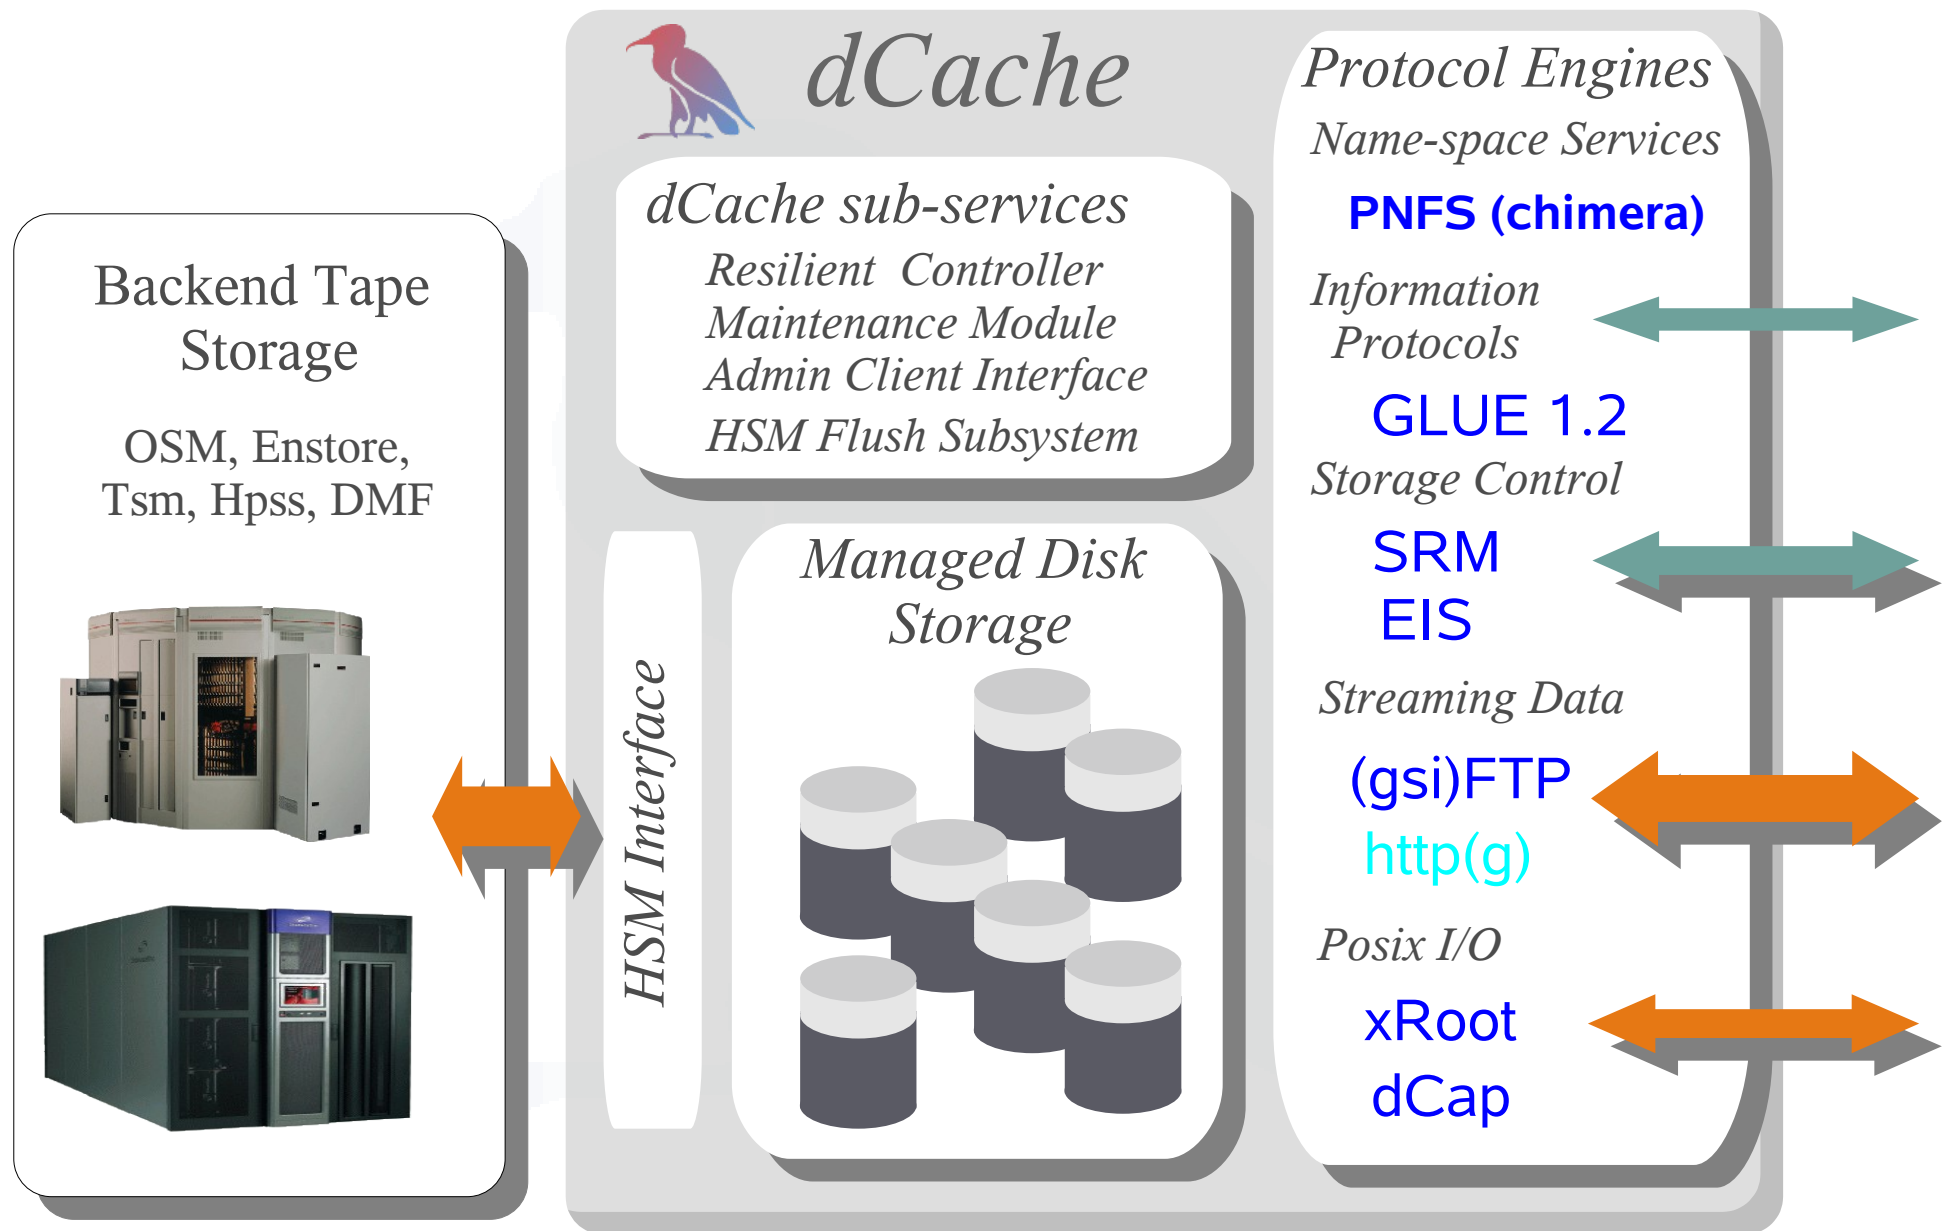 dCache
Backend Tape
Storage
OSM, Enstore,
Tsm, Hpss, DMF
dCache sub-services
Resilient Controller
Maintenance Module
Admin Client Interface
HSM Flush Subsystem
HSM Interface
Managed Disk
Storage
Protocol Engines
Name-space Services
PNFS (chimera)
Information
Protocols
GLUE 1.2
Storage Control
SRM
EIS
Streaming Data
(gsi)FTP
http(g)
Posix I/O
xRoot
dCap